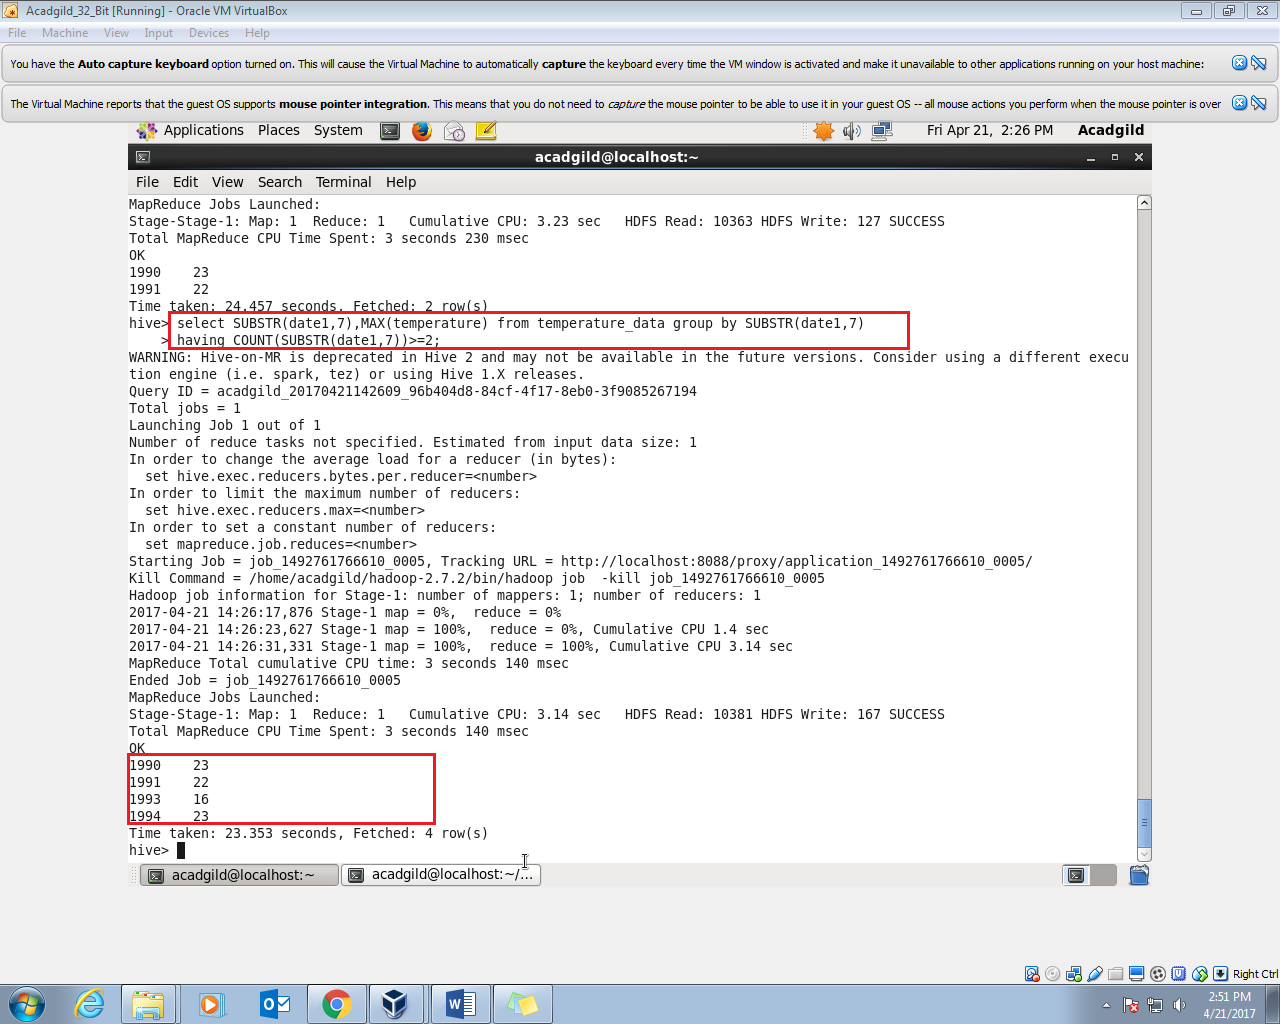 Acadgild_32_Bit [Running] - Oracle VM VirtualBox
File Machine View Input Devices Help
You have the Auto capture keyboard option turned on. This will cause the Virtual Machine to automatically capture the keyboard every time the VM window is activated and make it unavailable to other applications running on your host machine:
The Virtual Machine reports that the guest OS supports mouse pointer integration. This means that you do not need to capture the mouse pointer to be able to use it in your guest OS -- all mouse actions you perform when the mouse pointer is over
Applications Places System Fri Apr 21, 2:26 PM Acadgild
acadgild@localhost:~
File Edit View Search Terminal Help
MapReduce Jobs Launched:
Stage-Stage-1: Map: 1  Reduce: 1   Cumulative CPU: 3.23 sec   HDFS Read: 10363 HDFS Write: 127 SUCCESS
Total MapReduce CPU Time Spent: 3 seconds 230 msec
OK
1990    23
1991    22
Time taken: 24.457 seconds, Fetched: 2 row(s)
hive> select SUBSTR(date1,7),MAX(temperature) from temperature_data group by SUBSTR(date1,7)
    > having COUNT(SUBSTR(date1,7))>=2;
WARNING: Hive-on-MR is deprecated in Hive 2 and may not be available in the future versions. Consider using a different execu
tion engine (i.e. spark, tez) or using Hive 1.X releases.
Query ID = acadgild_20170421142609_96b404d8-84cf-4f17-8eb0-3f9085267194
Total jobs = 1
Launching Job 1 out of 1
Number of reduce tasks not specified. Estimated from input data size: 1
In order to change the average load for a reducer (in bytes):
  set hive.exec.reducers.bytes.per.reducer=<number>
In order to limit the maximum number of reducers:
  set hive.exec.reducers.max=<number>
In order to set a constant number of reducers:
  set mapreduce.job.reduces=<number>
Starting Job = job_1492761766610_0005, Tracking URL = http://localhost:8088/proxy/application_1492761766610_0005/
Kill Command = /home/acadgild/hadoop-2.7.2/bin/hadoop job  -kill job_1492761766610_0005
Hadoop job information for Stage-1: number of mappers: 1; number of reducers: 1
2017-04-21 14:26:17,876 Stage-1 map = 0%,  reduce = 0%
2017-04-21 14:26:23,627 Stage-1 map = 100%,  reduce = 0%, Cumulative CPU 1.4 sec
2017-04-21 14:26:31,331 Stage-1 map = 100%,  reduce = 100%, Cumulative CPU 3.14 sec
MapReduce Total cumulative CPU time: 3 seconds 140 msec
Ended Job = job_1492761766610_0005
MapReduce Jobs Launched:
Stage-Stage-1: Map: 1  Reduce: 1   Cumulative CPU: 3.14 sec   HDFS Read: 10381 HDFS Write: 167 SUCCESS
Total MapReduce CPU Time Spent: 3 seconds 140 msec
OK
1990    23
1991    22
1993    16
1994    23
Time taken: 23.353 seconds, Fetched: 4 row(s)
hive>
acadgild@localhost:~ acadgild@localhost:~/...
Right Ctrl
2:51 PM
4/21/2017